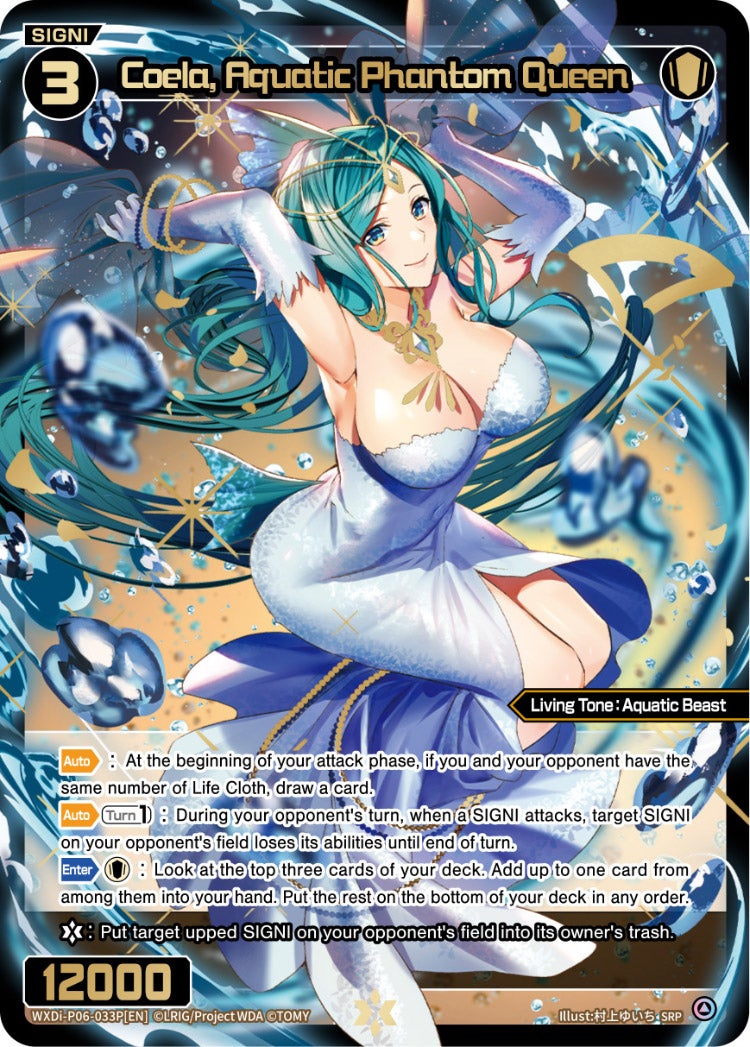 SIGNI
3
Coela, Aquatic Phantom Queen
Living Tone:Aquatic Beast
Auto : At the beginning of your attack phase, if you and your opponent have the
same number of Life Cloth, draw a card.
Auto Turn 1 : During your opponent's turn, when a SIGNI attacks, target SIGNI
on your opponent's field loses its abilities until end of turn.
Enter : Look at the top three cards of your deck. Add up to one card from
among them into your hand. Put the rest on the bottom of your deck in any order.
: Put target upped SIGNI on your opponent's field into its owner's trash.
12000
WXDi-P06-033P[EN] ©LRIG/Project WDA ©TOMY
Illust:村上ゆいち SRP